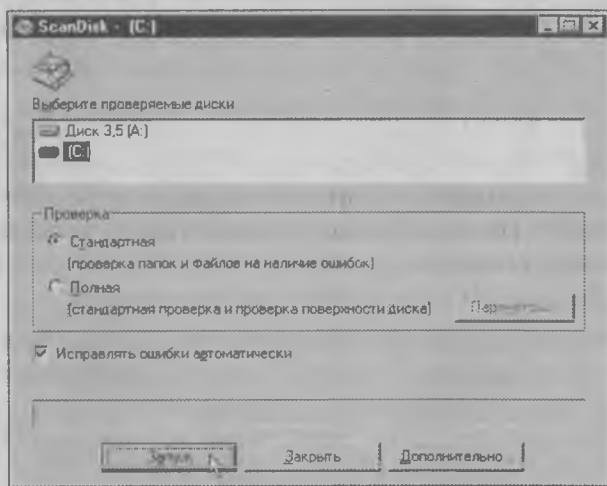 ScanDisk - (C:)
Выберите проверяемые диски
Диск 3,5 (A:)
(C:)
Проверка
Стандартная
(проверка папок и файлов на наличие ошибок)
Полная
(стандартная проверка и проверка поверхности диска)
Исправлять ошибки автоматически
Закрыть
Дополнительно